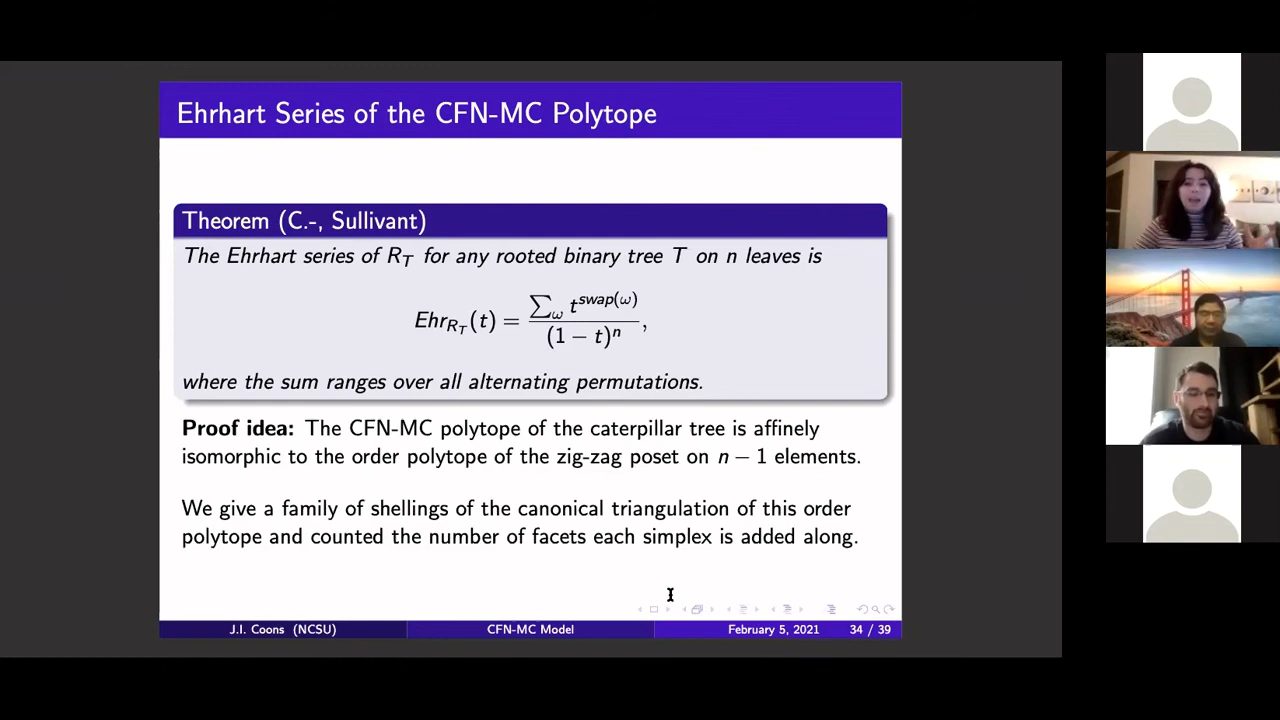 Ehrhart Series of the CFN-MC Polytope
Theorem (C.-, Sullivant)
The Ehrhart series of R_T for any rooted binary tree T on n leaves is
Ehr_{R_T}(t) = \frac{\sum_ω t^{swap(ω)}}{(1 − t)^n},
where the sum ranges over all alternating permutations.
Proof idea: The CFN-MC polytope of the caterpillar tree is affinely
isomorphic to the order polytope of the zig-zag poset on n − 1 elements.
We give a family of shellings of the canonical triangulation of this order
polytope and counted the number of facets each simplex is added along.
J.I. Coons (NCSU) CFN-MC Model February 5, 2021 34 / 39